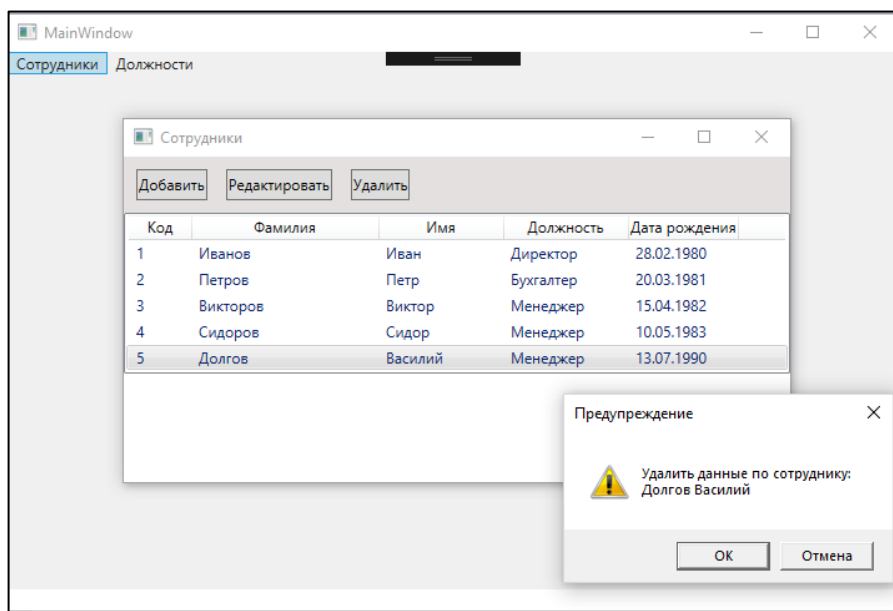 MainWindow
Сотрудники Должности
Сотрудники
Добавить Редактировать Удалить
Код Фамилия Имя Должность Дата рождения
1 Иванов Иван Директор 28.02.1980
2 Петров Петр Бухгалтер 20.03.1981
3 Викторов Виктор Менеджер 15.04.1982
4 Сидоров Сидор Менеджер 10.05.1983
5 Долгов Василий Менеджер 13.07.1990
Предупреждение
Удалить данные по сотруднику:
Долгов Василий
ОК Отмена